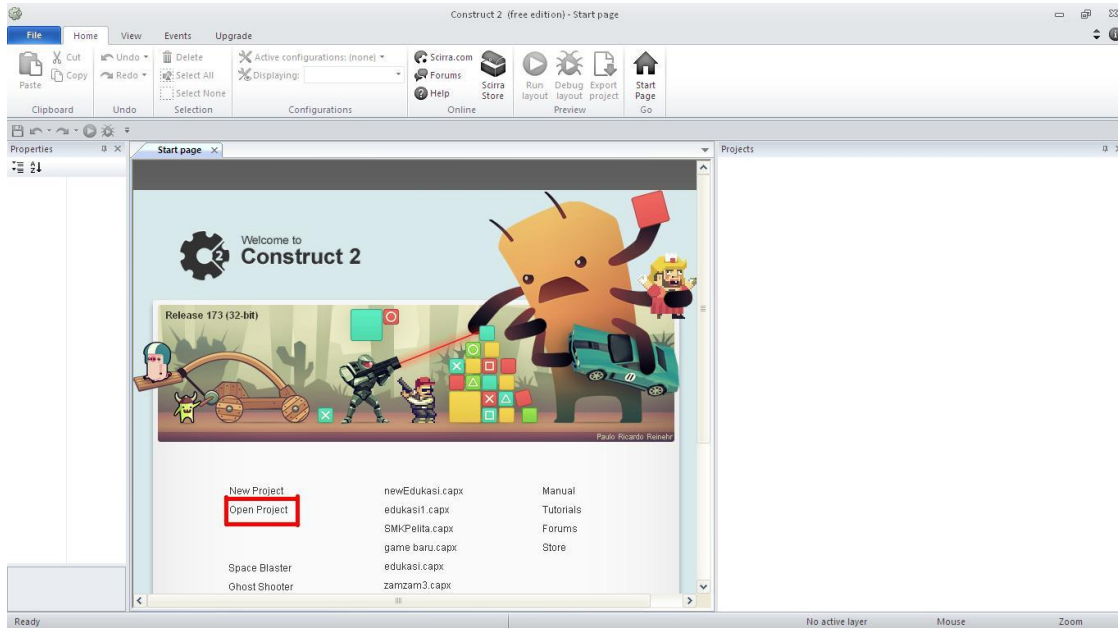 Construct 2 (free edition) - Start page
File Home View Events Upgrade
Paste
Cut
Copy
Clipboard
Undo
Redo
Undo
Delete
Select All
Select None
Selection
Active configurations: (none)
Displaying:
Configurations
Scirra.com
Forums
Help
Scirra Store
Online
Run layout
Debug layout
Export project
Preview
Start Page
Go
Properties
Start page
Projects
Welcome to
Construct 2
Release 173 (32-bit)
Paulo Ricardo Reinehr
New Project
Open Project
Space Blaster
Ghost Shooter
newEdukasi.capx
edukasi1.capx
SMKPelita.capx
game baru.capx
edukasi.capx
zamzam3.capx
Manual
Tutorials
Forums
Store
Ready
No active layer
Mouse
Zoom